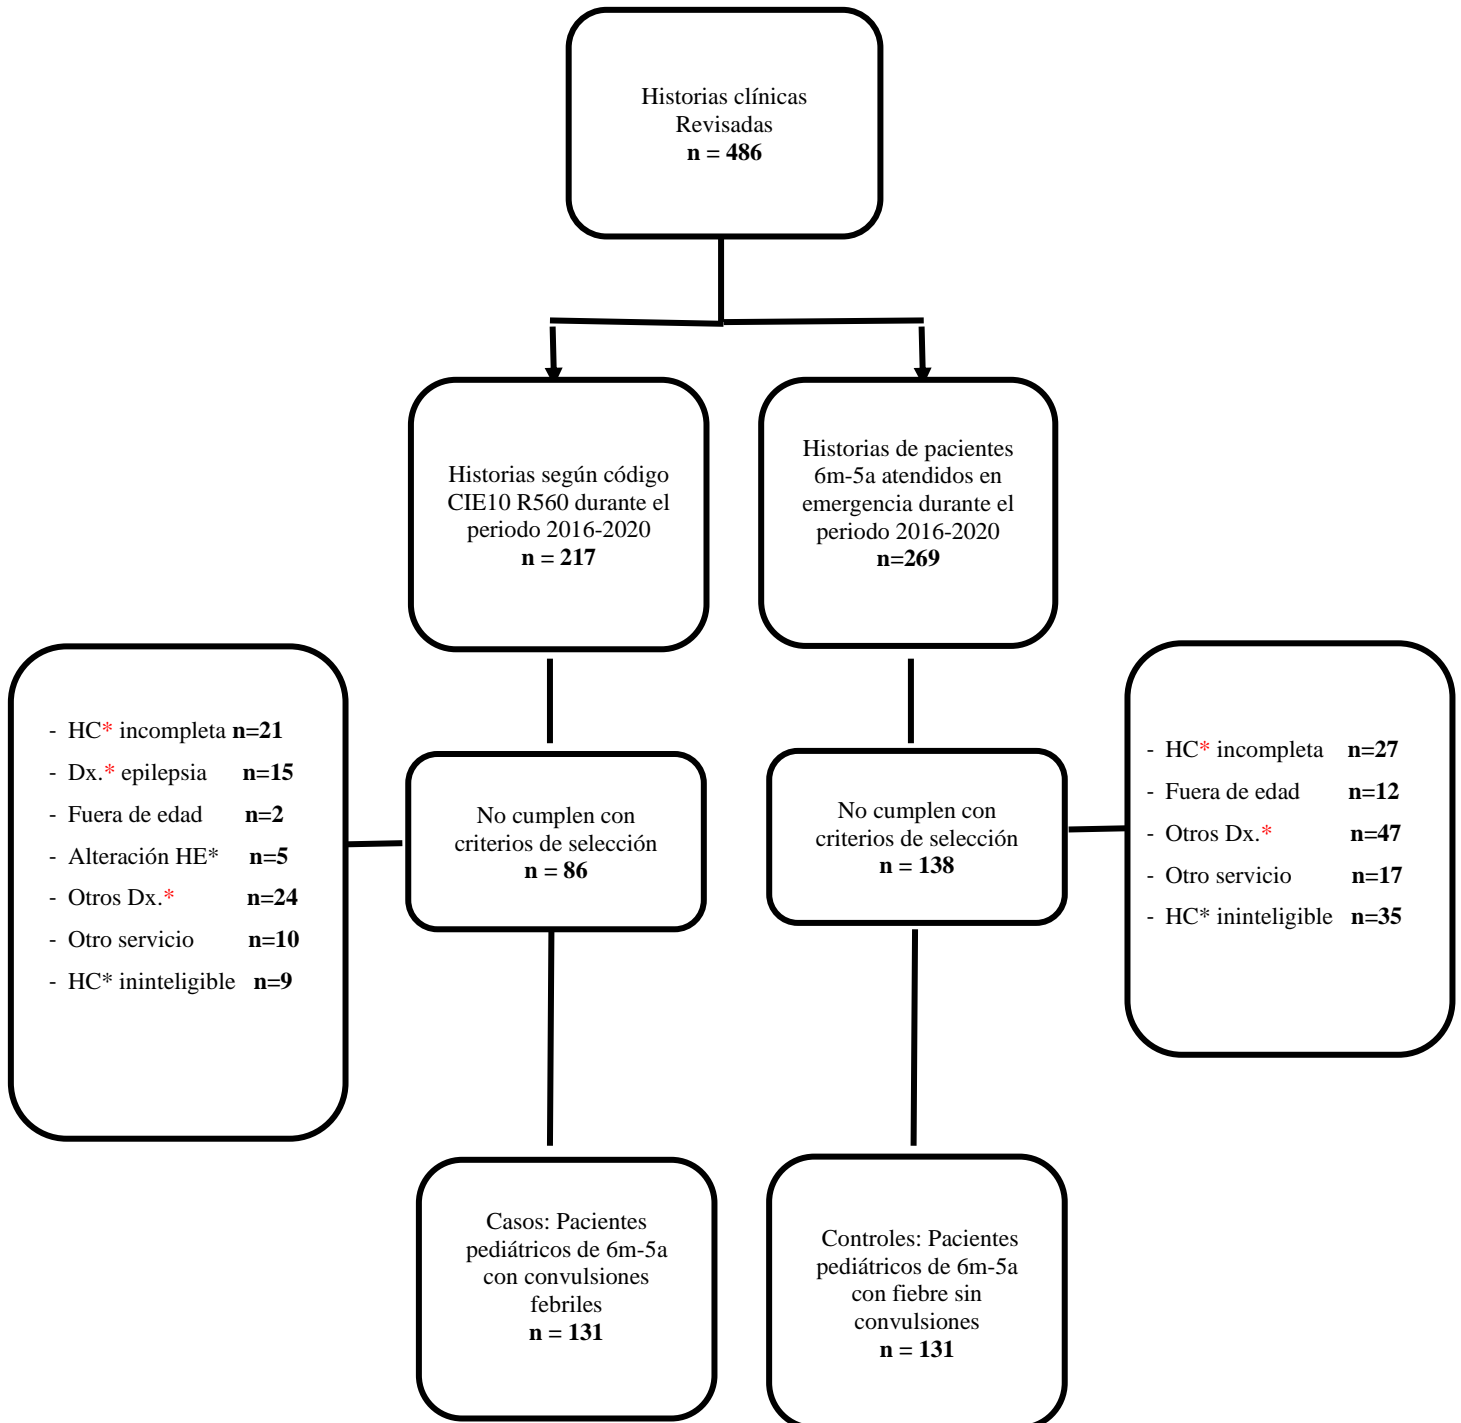 Historias clínicas
Revisadas
n = 486
Historias según código
CIE10 R560 durante el
periodo 2016-2020
n = 217
Historias de pacientes
6m-5a atendidos en
emergencia durante el
periodo 2016-2020
n=269
- HC* incompleta n=21
- Dx.* epilepsia n=15
- Fuera de edad n=2
- Alteración HE* n=5
- Otros Dx.* n=24
- Otro servicio n=10
- HC* ininteligible n=9
No cumplen con
criterios de selección
n = 86
No cumplen con
criterios de selección
n = 138
- HC* incompleta n=27
- Fuera de edad n=12
- Otros Dx.* n=47
- Otro servicio n=17
- HC* ininteligible n=35
Casos: Pacientes
pediátricos de 6m-5a
con convulsiones
febriles
n = 131
Controles: Pacientes
pediátricos de 6m-5a
con fiebre sin
convulsiones
n = 131